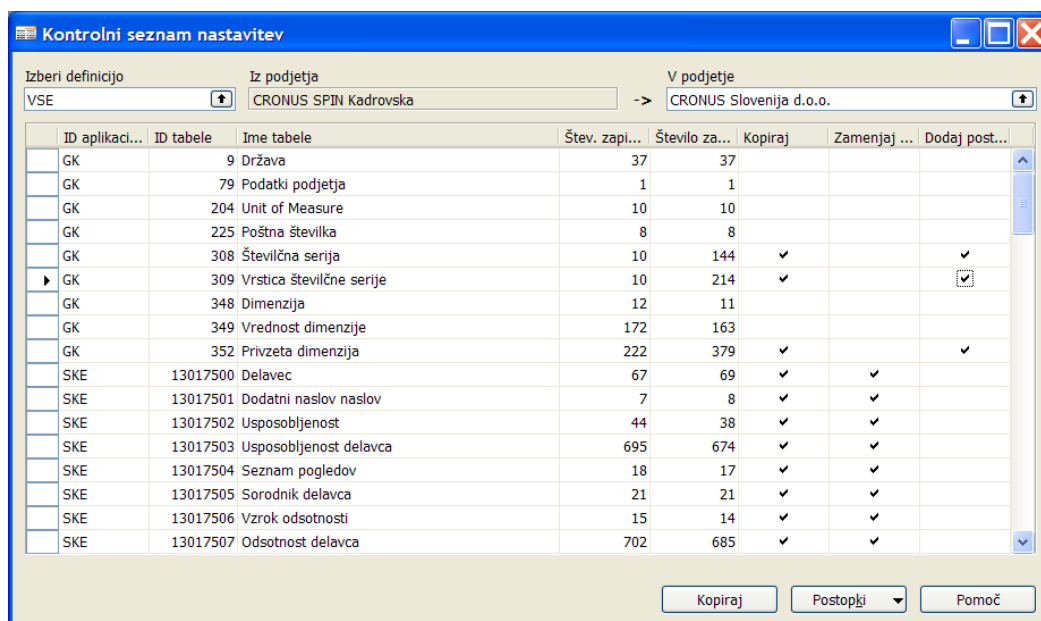 Kontrolni seznam nastavitev
Izberi definicijo Iz podjetja V podjetje
VSE CRONUS SPIN Kadrovska -> CRONUS Slovenija d.o.o.
ID aplikaci... ID tabele Ime tabele Štev. zapi... Število za... Kopiraj Zamenjaj ... Dodaj post...
GK 9 Država 37 37
GK 79 Podatki podjetja 1 1
GK 204 Unit of Measure 10 10
GK 225 Poštna številka 8 8
GK 308 Številčna serija 10 144 ✔ ✔
GK 309 Vrstica številčne serije 10 214 ✔ ✔
GK 348 Dimenzija 12 11
GK 349 Vrednost dimenzije 172 163
GK 352 Privzeta dimenzija 222 379 ✔ ✔
SKE 13017500 Delavec 67 69 ✔ ✔
SKE 13017501 Dodatni naslov naslov 7 8 ✔ ✔
SKE 13017502 Usposobljenost 44 38 ✔ ✔
SKE 13017503 Usposobljenost delavca 695 674 ✔ ✔
SKE 13017504 Seznam pogledov 18 17 ✔ ✔
SKE 13017505 Sorodnik delavca 21 21 ✔ ✔
SKE 13017506 Vzrok odsotnosti 15 14 ✔ ✔
SKE 13017507 Odsotnost delavca 702 685 ✔ ✔
Kopiraj Postopki Pomoč